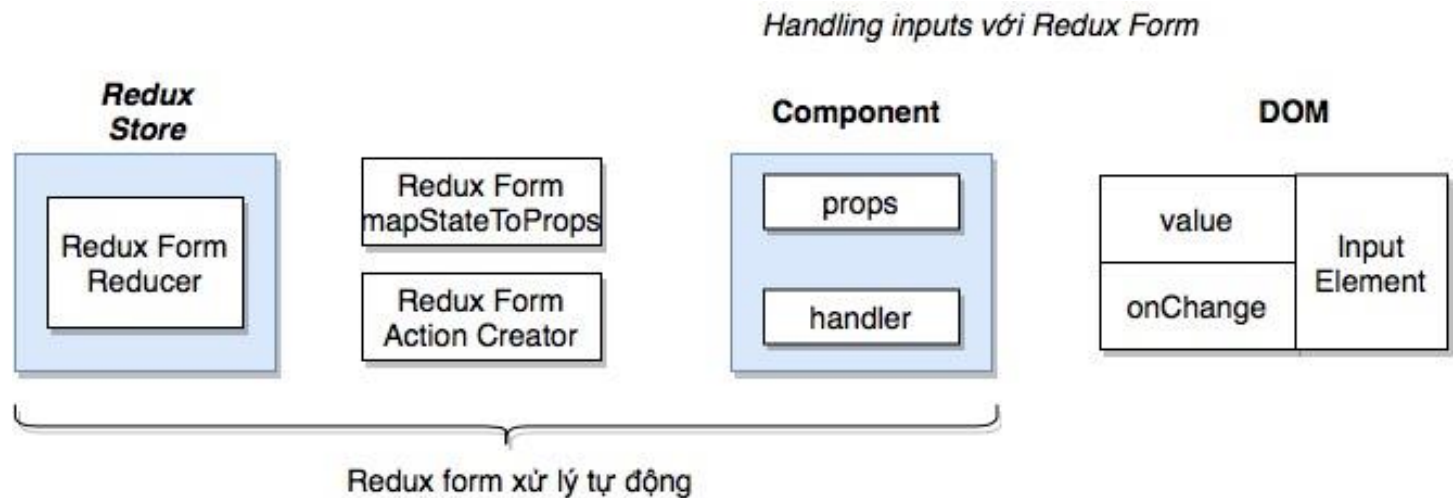 Handling inputs với Redux Form
Redux
Store
Redux Form
Reducer
Redux Form
mapStateToProps
Redux Form
Action Creator
Component
props
handler
DOM
value
onChange
Input
Element
Redux form xử lý tự động